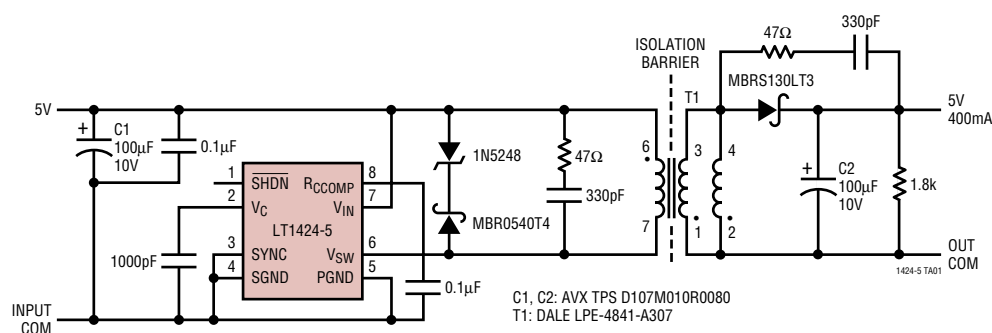 ISOLATION
BARRIER
47Ω
330pF
MBRS130LT3
T1
5V
5V
400mA
+
C1
100µF
10V
0.1µF
1N5248
47Ω
330pF
MBR0540T4
6
7
3
4
1
2
+
C2
100µF
10V
1.8k
1
SHDN
RCCOMP
8
2
VC
VIN
7
LT1424-5
3
SYNC
VSW
6
4
SGND
PGND
5
1000pF
0.1µF
INPUT
COM
OUT
COM
1424-5 TA01
C1, C2: AVX TPS D107M010R0080
T1: DALE LPE-4841-A307